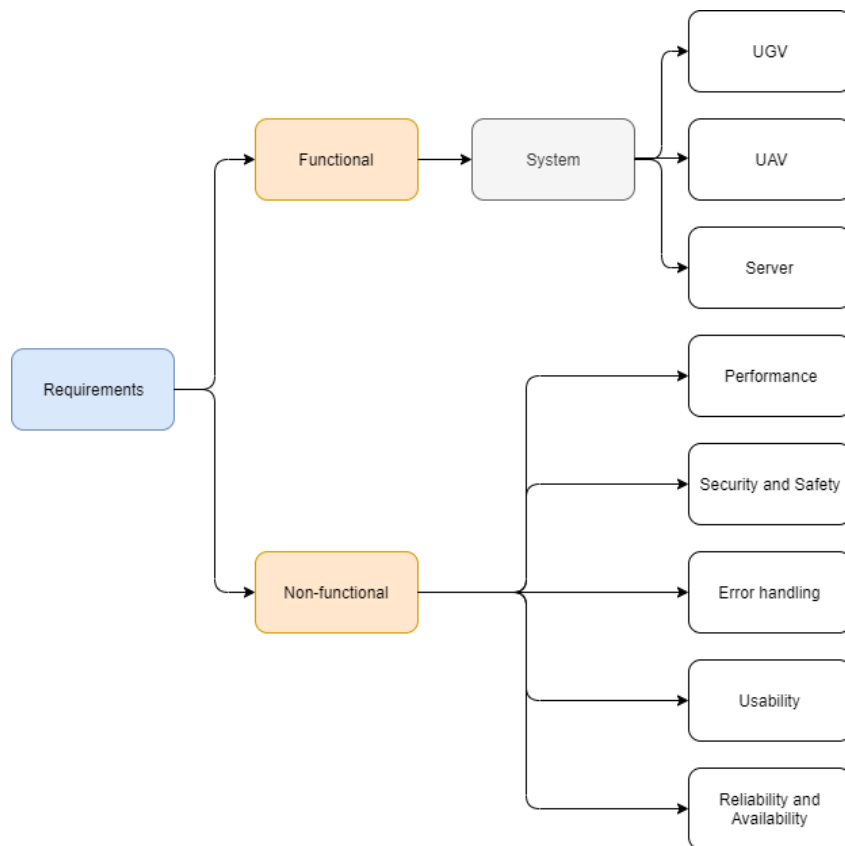 UGV
Functional
System
UAV
Server
Requirements
Performance
Security and Safety
Non-functional
Error handling
Usability
Reliability and
Availability